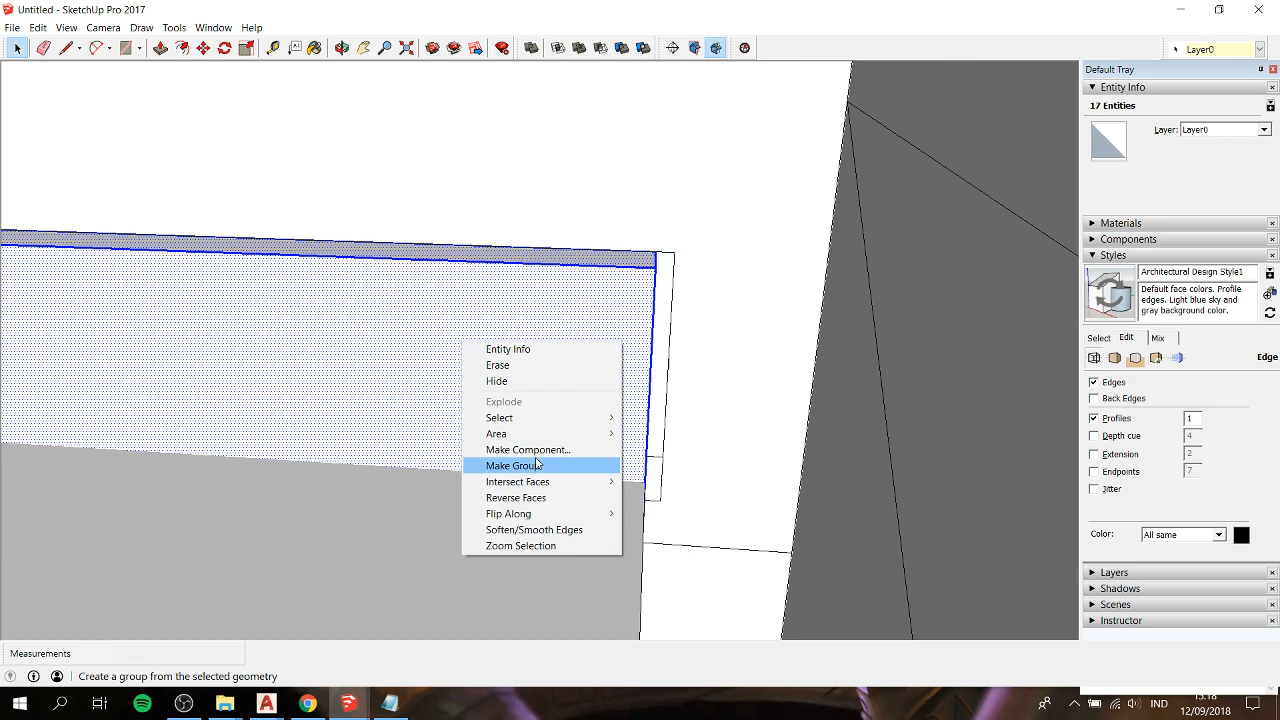 Untitled - SketchUp Pro 2017
File Edit View Camera Draw Tools Window Help
Layer0
Default Tray
Entity Info
17 Entities
Layer: Layer0
Materials
Components
Styles
Architectural Design Style1
Default face colors. Profile
edges. Light blue sky and
gray background color.
Select Edit Mix
Edge
Edges
Back Edges
Profiles 1
Depth cue 4
Extension 2
Endpoints 7
Jitter
Color: All same
Layers
Shadows
Scenes
Instructor
Entity Info
Erase
Hide
Explode
Select
Area
Make Component...
Make Group
Intersect Faces
Reverse Faces
Flip Along
Soften/Smooth Edges
Zoom Selection
Measurements
Create a group from the selected geometry
IND
15:18
12/09/2018